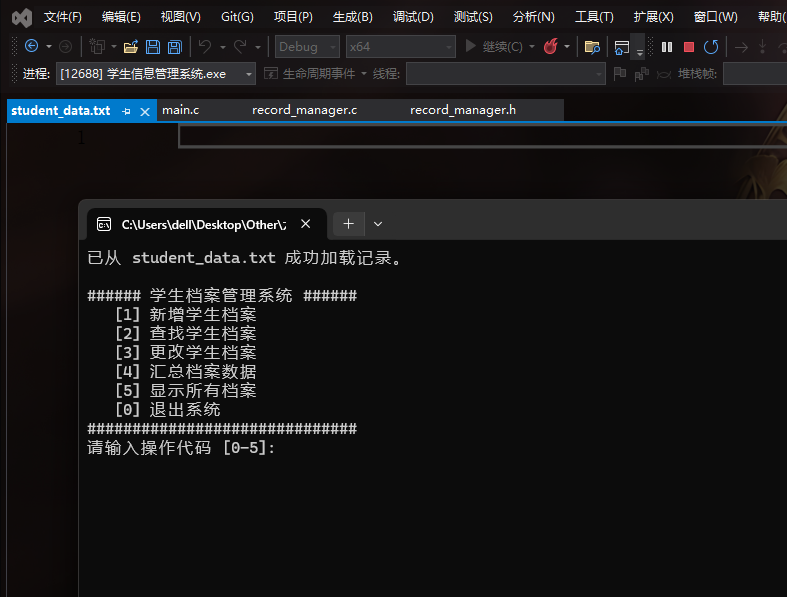 文件(F) 编辑(E) 视图(V) Git(G) 项目(P) 生成(B) 调试(D) 测试(S) 分析(N) 工具(T) 扩展(X) 窗口(W) 帮助(
Debug x64 继续(C)
进程: [12688] 学生信息管理系统.exe 生命周期事件 线程: 堆栈帧:
student_data.txt main.c record_manager.c record_manager.h
1
C:\Users\dell\Desktop\Other\
已从 student_data.txt 成功加载记录。
###### 学生档案管理系统 ######
[1] 新增学生档案
[2] 查找学生档案
[3] 更改学生档案
[4] 汇总档案数据
[5] 显示所有档案
[0] 退出系统
##############################
请输入操作代码 [0-5]: